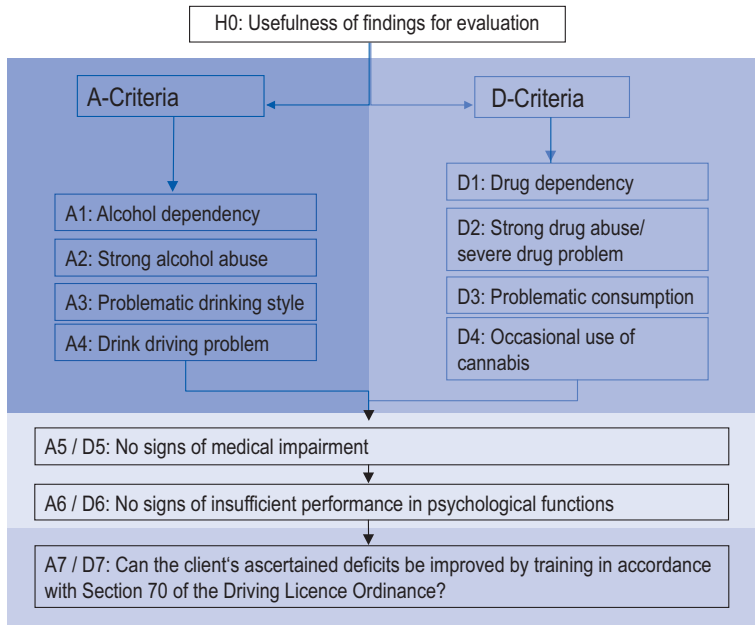 H0: Usefulness of findings for evaluation
A-Criteria
A1: Alcohol dependency
A2: Strong alcohol abuse
A3: Problematic drinking style
A4: Drink driving problem
D-Criteria
D1: Drug dependency
D2: Strong drug abuse/
severe drug problem
D3: Problematic consumption
D4: Occasional use of
cannabis
A5 / D5: No signs of medical impairment
A6 / D6: No signs of insufficient performance in psychological functions
A7 / D7: Can the client‘s ascertained deficits be improved by training in accordance
with Section 70 of the Driving Licence Ordinance?